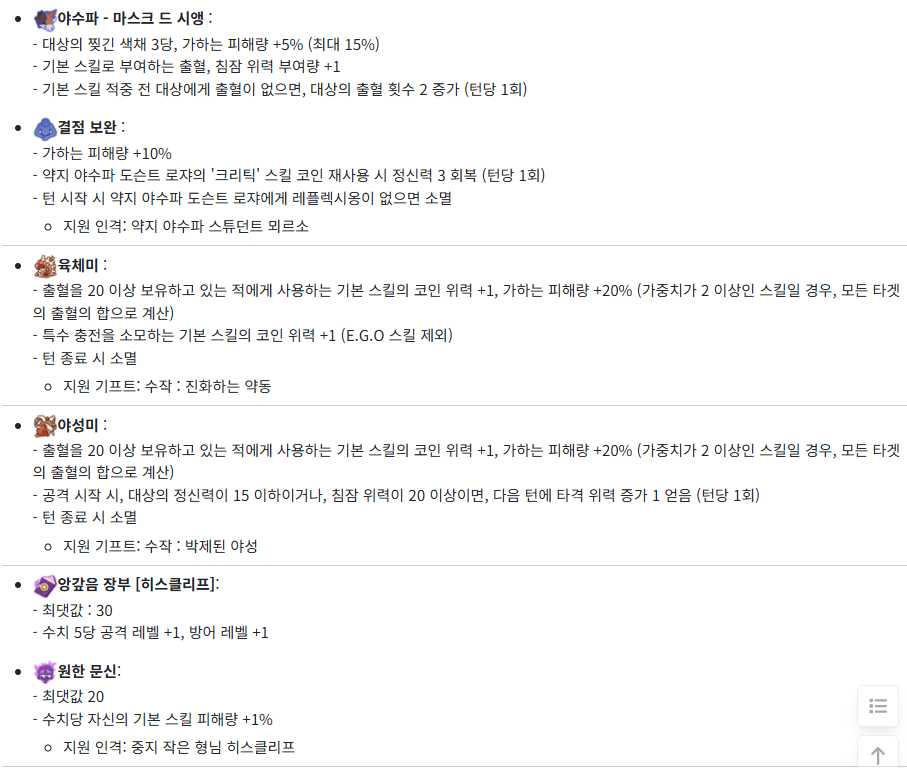 야수파 - 마스크 드 시앵 :
- 대상의 찢긴 색채 3당, 가하는 피해량 +5% (최대 15%)
- 기본 스킬로 부여하는 출혈, 침잠 위력 부여량 +1
- 기본 스킬 적중 전 대상에게 출혈이 없으면, 대상의 출혈 횟수 2 증가 (턴당 1회)
결점 보완 :
- 가하는 피해량 +10%
- 약지 야수파 도슨트 로쟈의 '크리틱' 스킬 코인 재사용 시 정신력 3 회복 (턴당 1회)
- 턴 시작 시 약지 야수파 도슨트 로쟈에게 레플렉시옹이 없으면 소멸
지원 인격: 약지 야수파 스튜던트 뫼르소
육체미 :
- 출혈을 20 이상 보유하고 있는 적에게 사용하는 기본 스킬의 코인 위력 +1, 가하는 피해량 +20% (가중치가 2 이상인 스킬일 경우, 모든 타겟
의 출혈의 합으로 계산)
- 특수 충전을 소모하는 기본 스킬의 코인 위력 +1 (E.G.O 스킬 제외)
- 턴 종료 시 소멸
지원 기프트: 수작 : 진화하는 약동
야성미 :
- 출혈을 20 이상 보유하고 있는 적에게 사용하는 기본 스킬의 코인 위력 +1, 가하는 피해량 +20% (가중치가 2 이상인 스킬일 경우, 모든 타겟
의 출혈의 합으로 계산)
- 공격 시작 시, 대상의 정신력이 15 이하이거나, 침잠 위력이 20 이상이면, 다음 턴에 타격 위력 증가 1 얻음 (턴당 1회)
- 턴 종료 시 소멸
지원 기프트: 수작 : 박제된 야성
앙갚음 장부 [히스클리프]:
- 최댓값 : 30
- 수치 5당 공격 레벨 +1, 방어 레벨 +1
원한 문신:
- 최댓값 20
- 수치당 자신의 기본 스킬 피해량 +1%
지원 인격: 중지 작은 형님 히스클리프